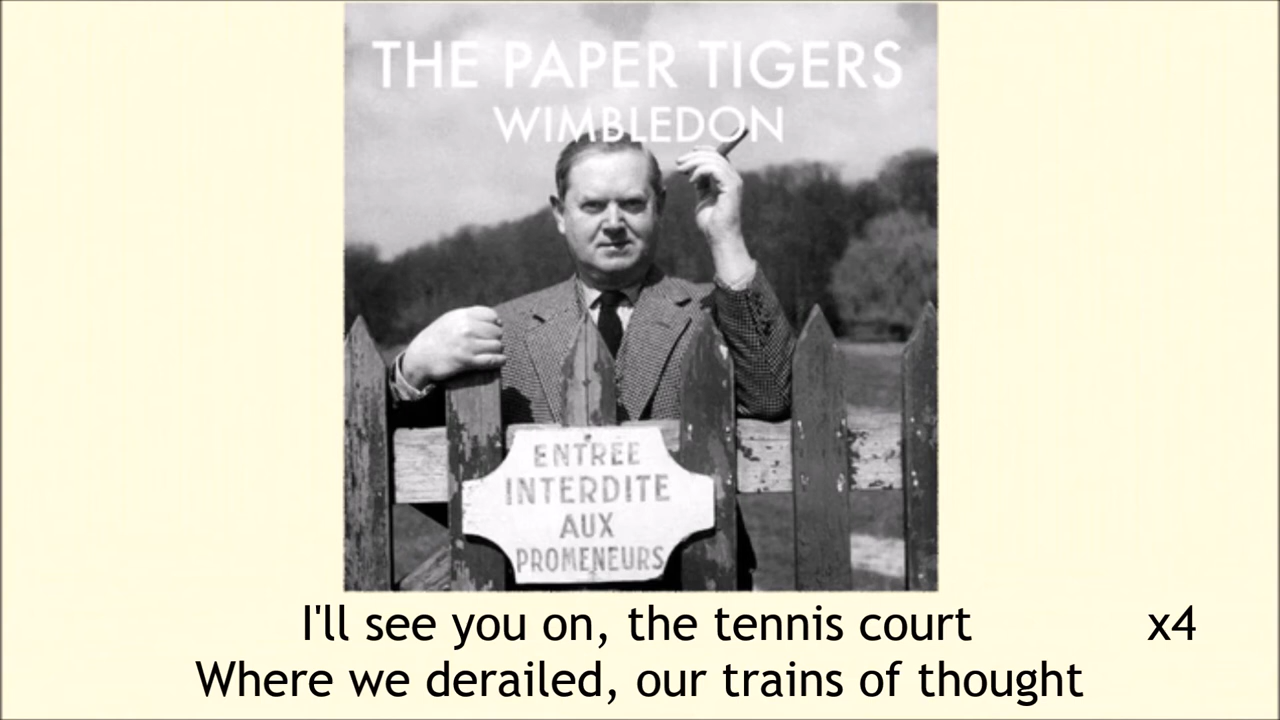 THE PAPER TIGERS
WIMBLEDON
ENTRÉE
INTERDITE
AUX
PROMENEURS
I'll see you on, the tennis court x4
Where we derailed, our trains of thought